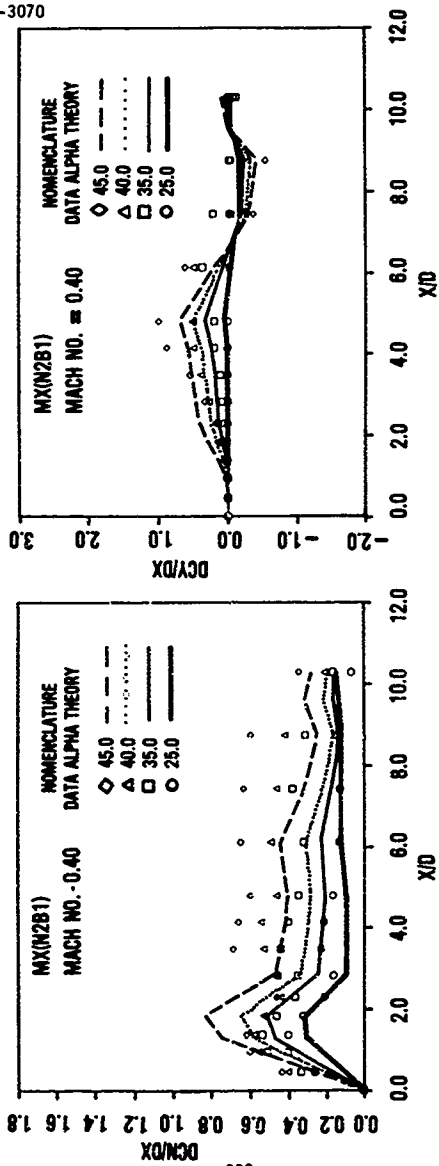 -3070
MX(N2B1)
MACH NO. = 0.40
NOMENCLATURE
DATA ALPHA THEORY
45.0
40.0
35.0
25.0
DCY/DX
3.0
2.0
1.0
0.0
-1.0
-2.0
0.0 2.0 4.0 6.0 8.0 10.0 12.0
X/D
MX(N2B1)
MACH NO. - 0.40
NOMENCLATURE
DATA ALPHA THEORY
45.0
40.0
35.0
25.0
DCN/DX
1.8
1.6
1.4
1.2
1.0
0.8
0.6
0.4
0.2
0.0
0.0 2.0 4.0 6.0 8.0 10.0 12.0
X/D